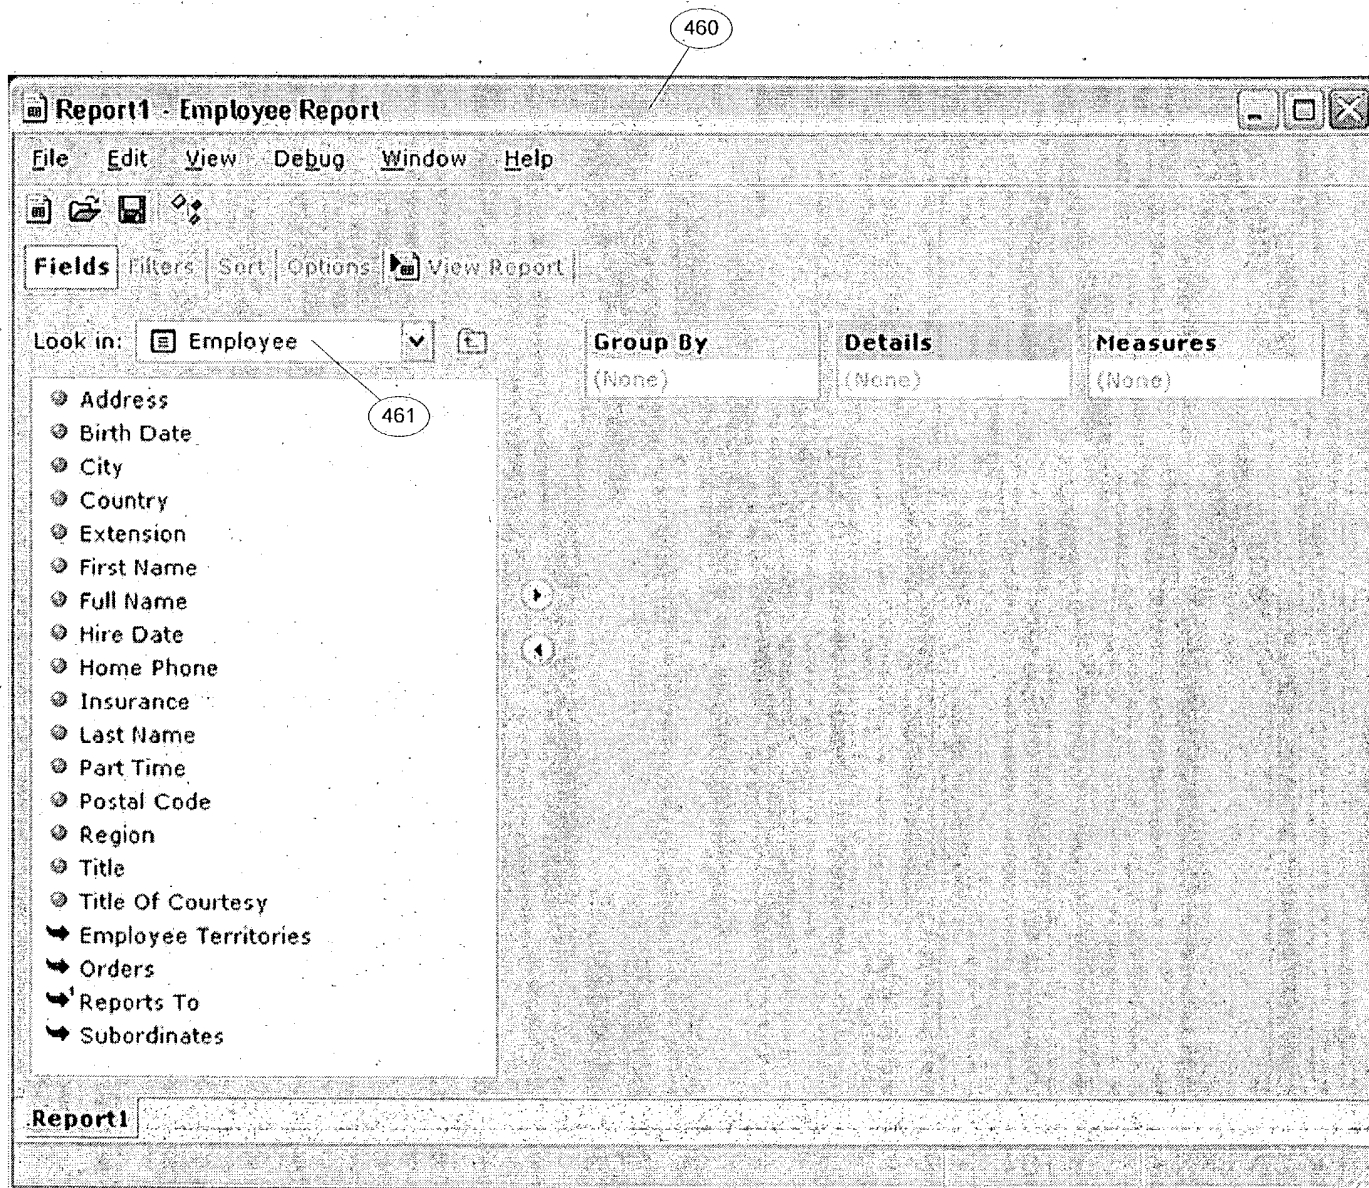 460
Report1 - Employee Report
File Edit View Debug Window Help
Fields Filters Sort Options View Report
Look in: Employee
Group By Details Measures
(None) (None) (None)
461
Address
Birth Date
City
Country
Extension
First Name
Full Name
Hire Date
Home Phone
Insurance
Last Name
Part Time
Postal Code
Region
Title
Title Of Courtesy
Employee Territories
Orders
1 Reports To
Subordinates
Report1